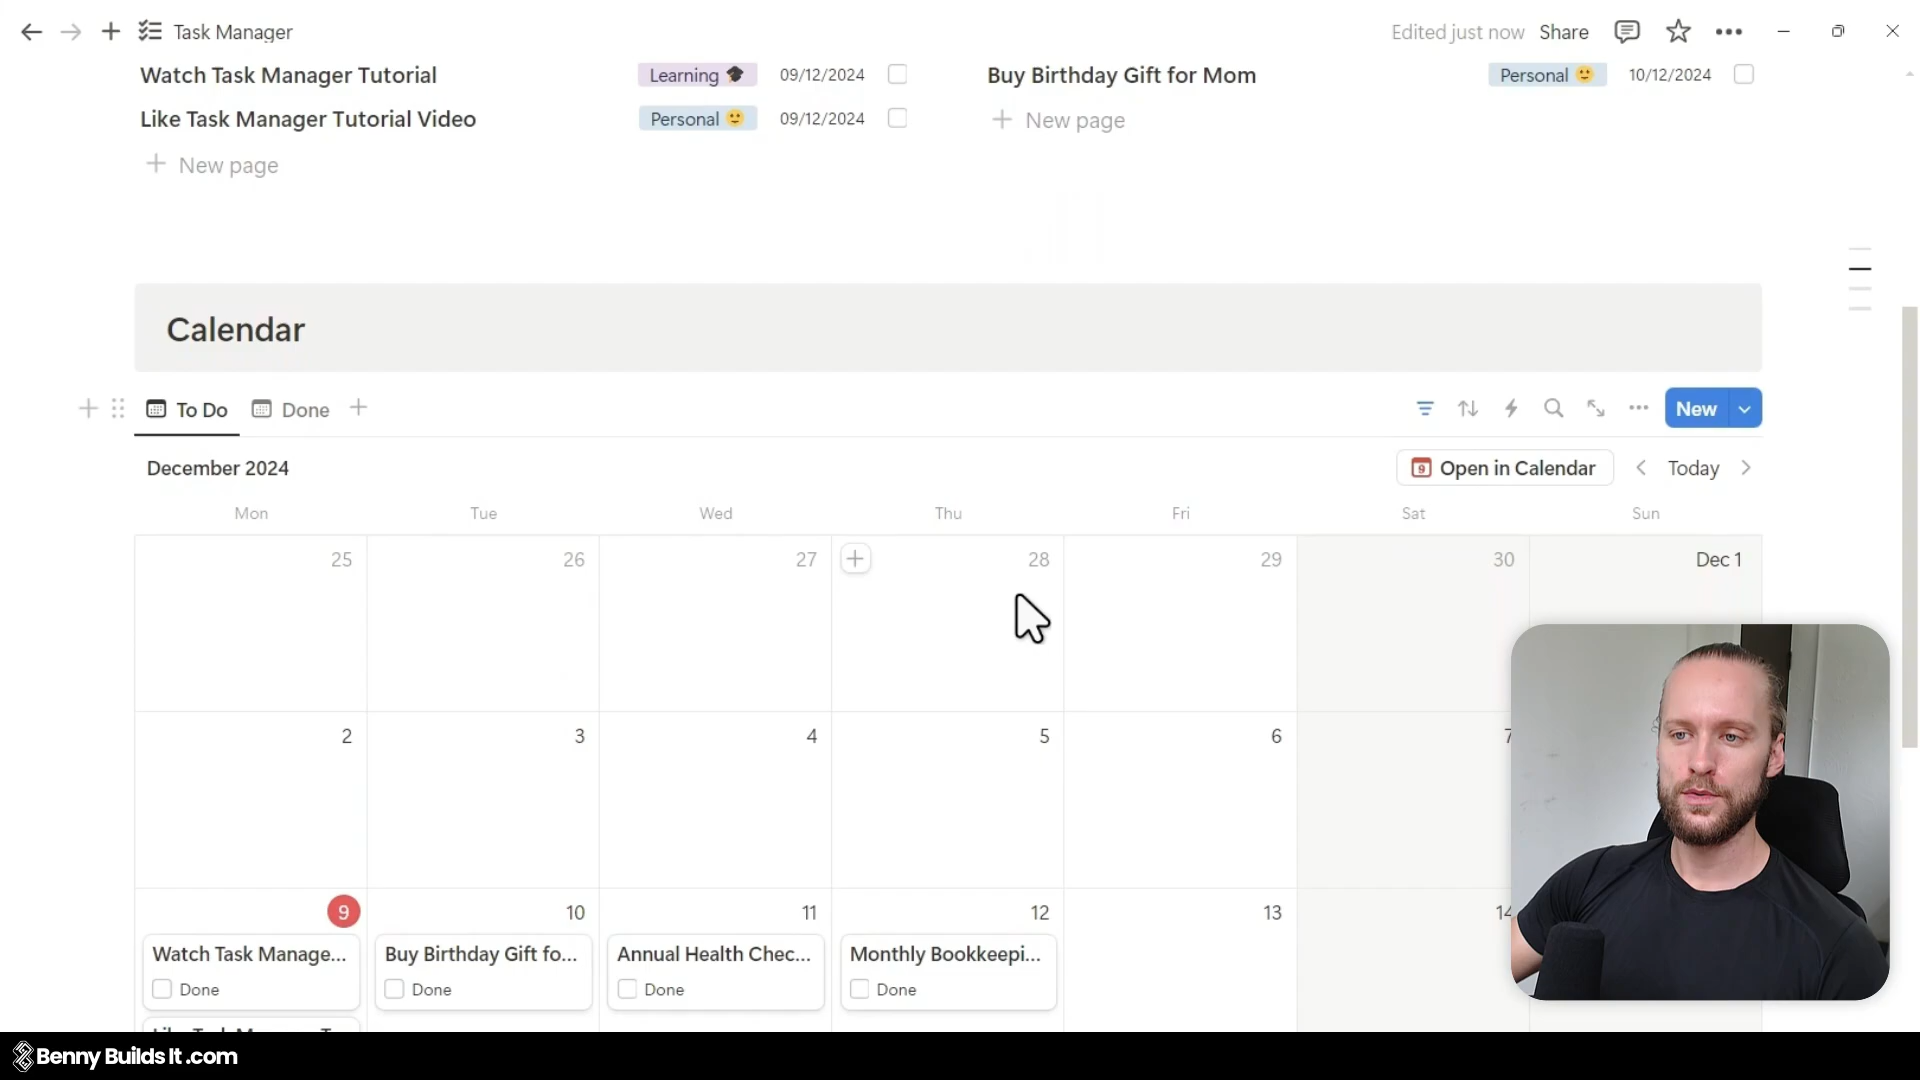 Task Manager
Edited just now Share
Watch Task Manager Tutorial Learning 09/12/2024
Buy Birthday Gift for Mom Personal 10/12/2024
Like Task Manager Tutorial Video Personal 09/12/2024
New page
New page
Calendar
To Do Done
New
December 2024
9 Open in Calendar Today
Mon Tue Wed Thu Fri Sat Sun
25 26 27 28 29 30 Dec 1
2 3 4 5 6 7
9 10 11 12 13 14
Watch Task Manage... Buy Birthday Gift fo... Annual Health Chec... Monthly Bookkeepi...
Done Done Done Done
Benny Builds It .com